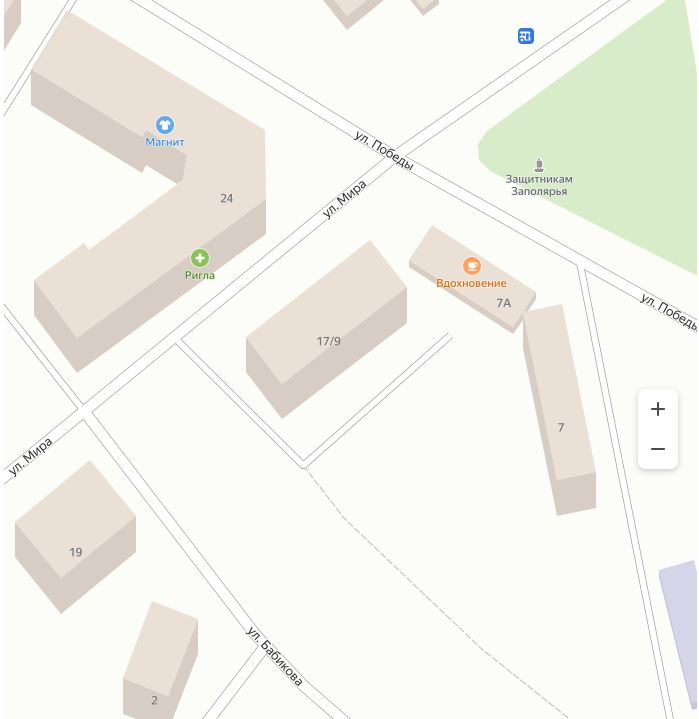 Магнит
ул. Победы
Защитникам
Заполярья
ул. Мира
24
Ригла
Вдохновение
7А
ул. Победы
17/9
+
7
−
ул. Мира
19
ул. Бабикова
2